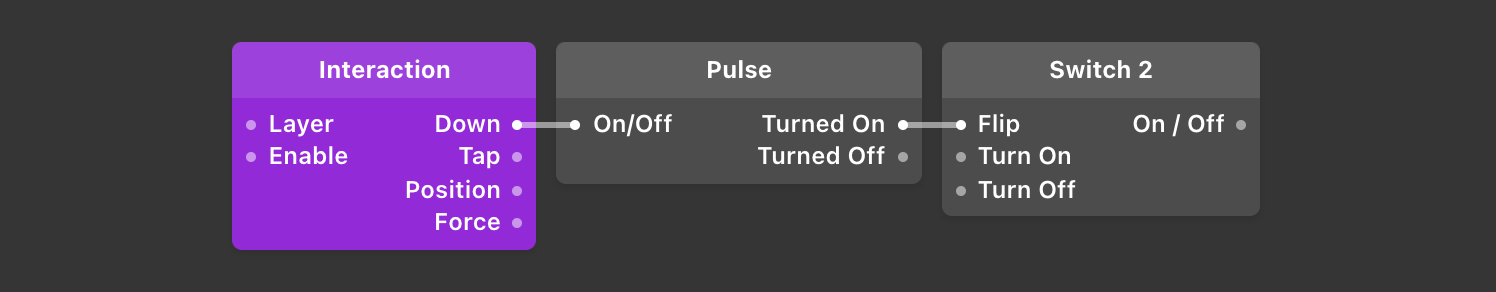 Interaction
Layer Down
Enable Tap
Position
Force
Pulse
On/Off Turned On
Turned Off
Switch 2
Flip On / Off
Turn On
Turn Off